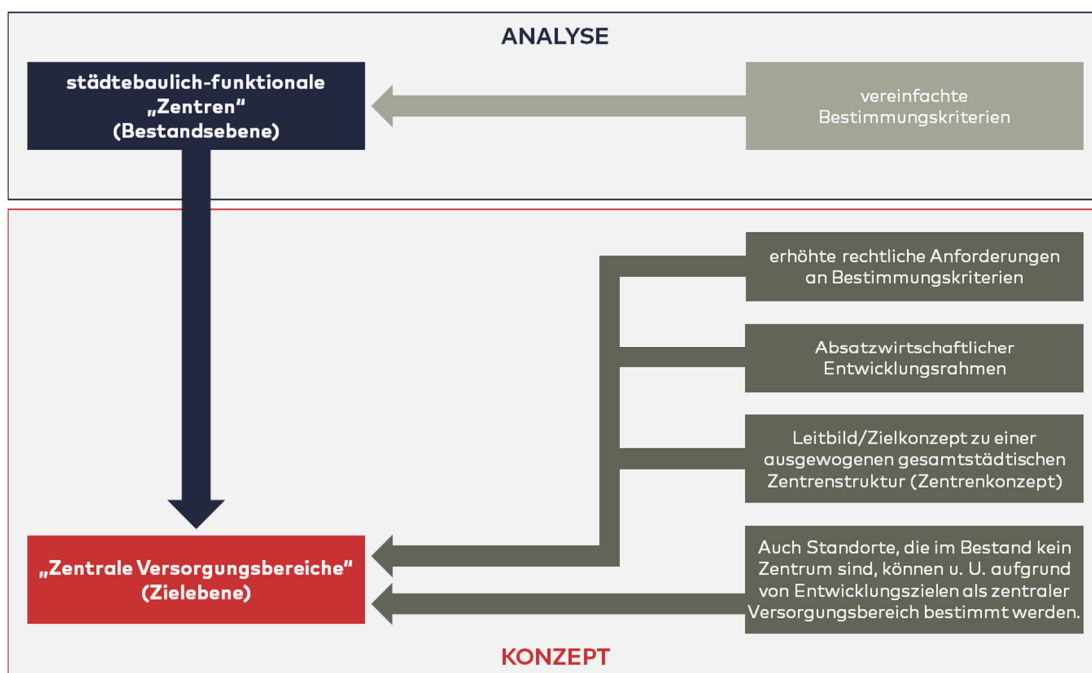 ANALYSE
städtebaulich-funktionale
„Zentren“
(Bestandsebene)
vereinfachte
Bestimmungskriterien
erhöhte rechtliche Anforderungen
an Bestimmungskriterien
Absatzwirtschaftlicher
Entwicklungsrahmen
Leitbild/Zielkonzept zu einer
ausgewogenen gesamtstädtischen
Zentrenstruktur (Zentrenkonzept)
„Zentrale Versorgungsbereiche“
(Zielebene)
Auch Standorte, die im Bestand kein
Zentrum sind, können u. U. aufgrund
von Entwicklungszielen als zentraler
Versorgungsbereich bestimmt werden.
KONZEPT